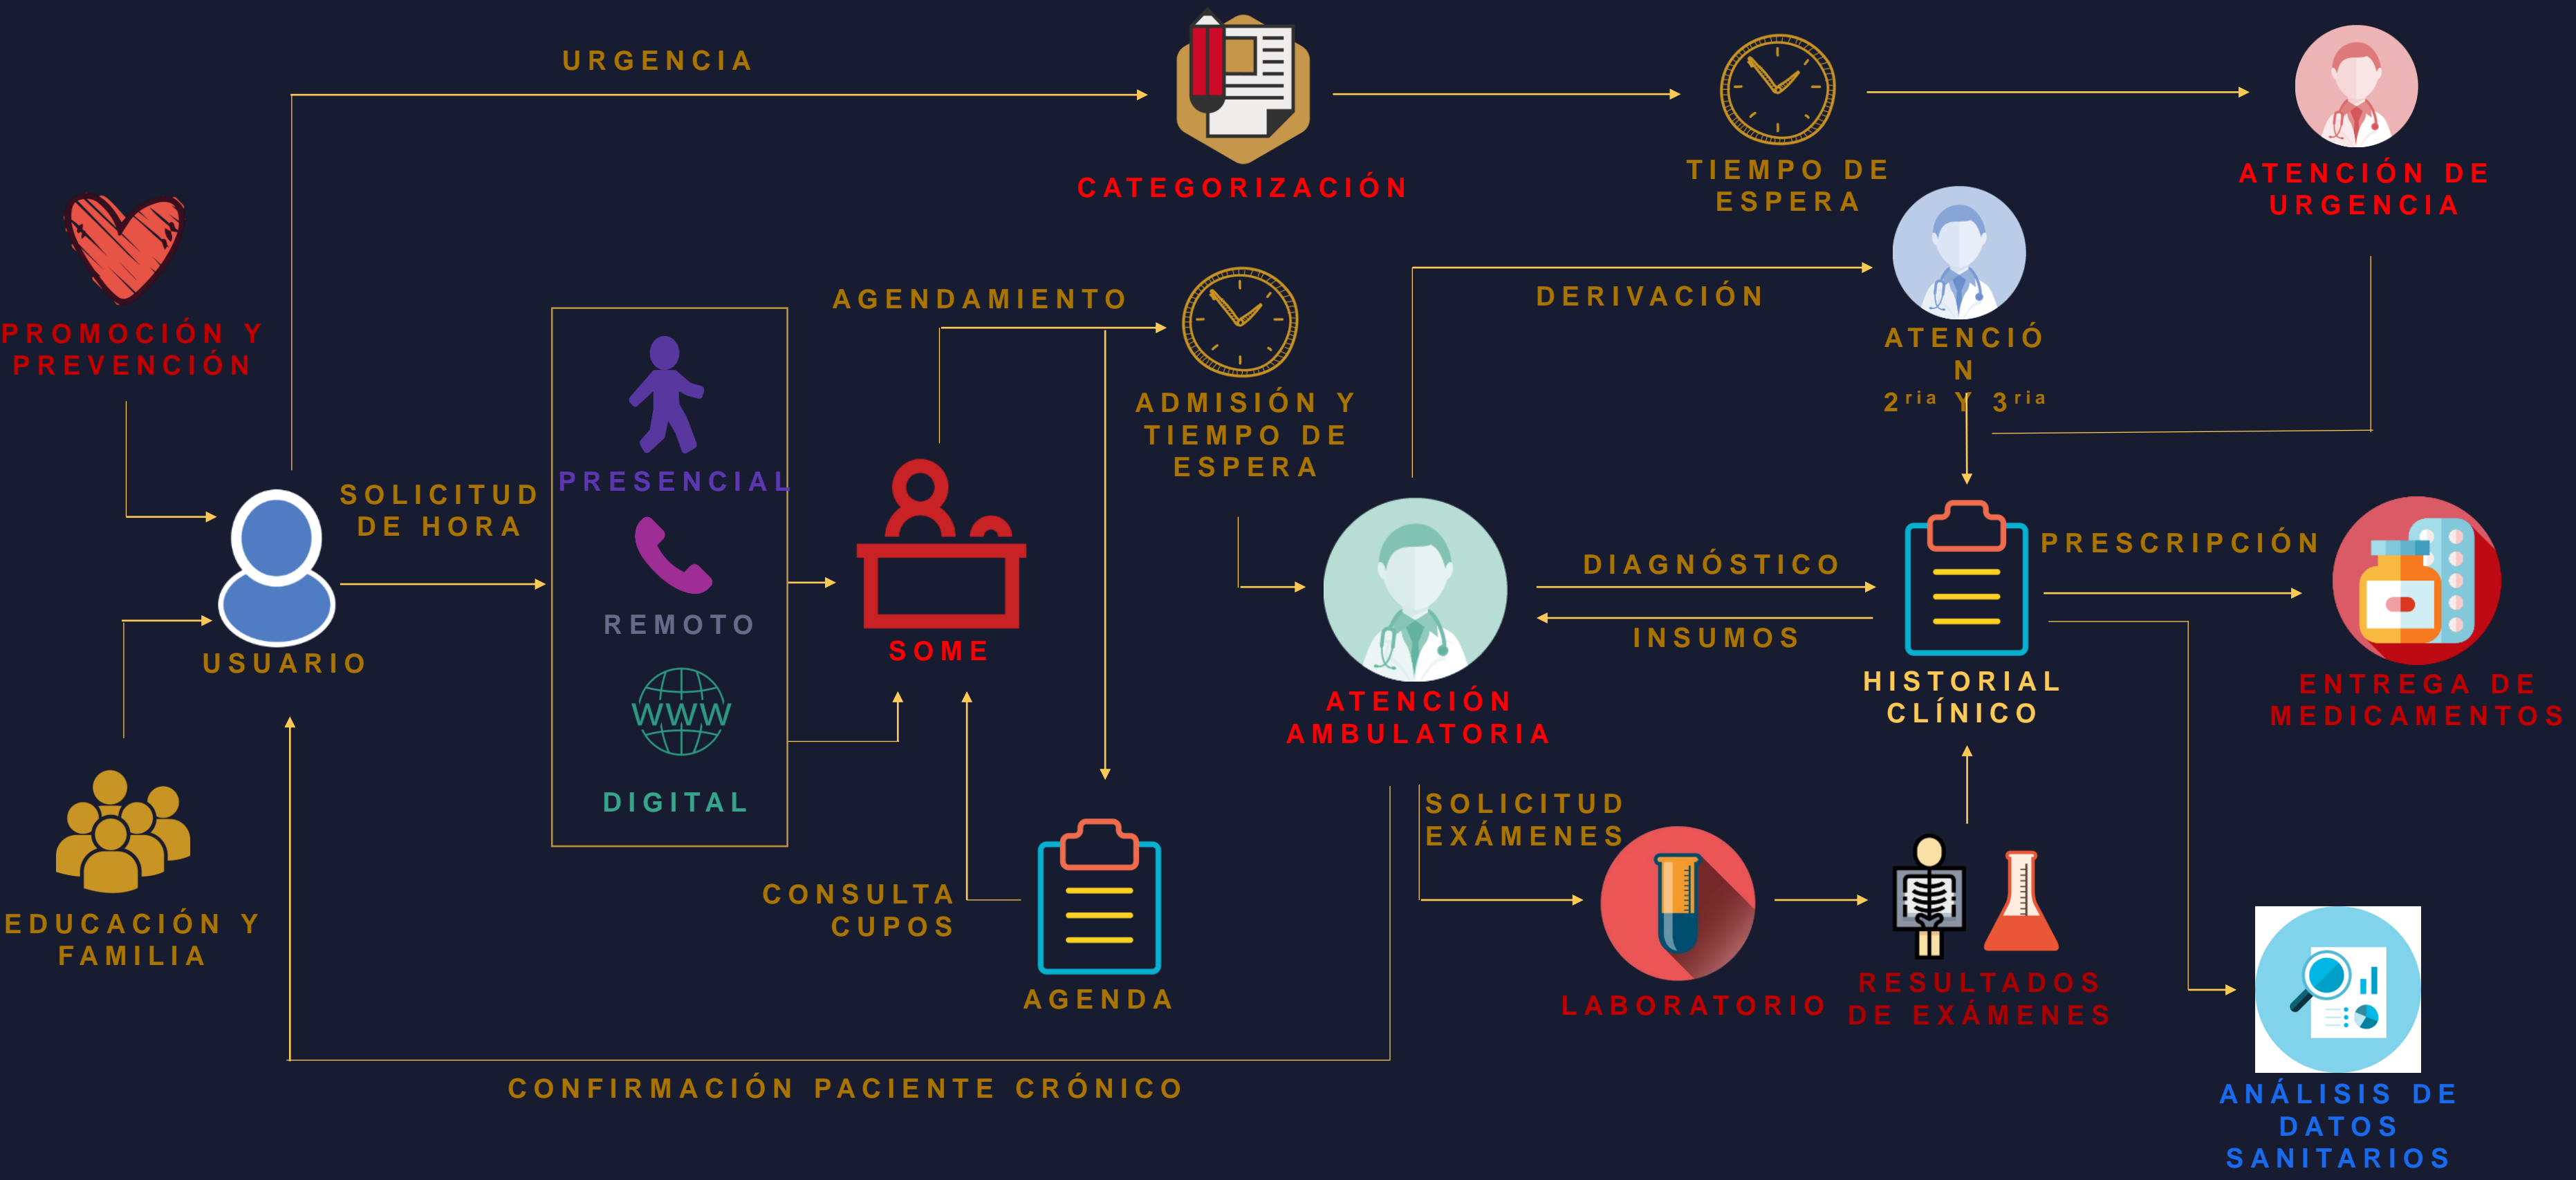 URGENCIA
CATEGORIZACIÓN
TIEMPO DE
ESPERA
ATENCIÓN DE
URGENCIA
PROMOCIÓN Y
PREVENCIÓN
AGENDAMIENTO
ADMISIÓN Y
TIEMPO DE
ESPERA
DERIVACIÓN
ATENCIÓ
N
2ria Y 3ria
SOLICITUD
DE HORA
USUARIO
PRESENCIAL
REMOTO
WWW
DIGITAL
SOME
ATENCIÓN
AMBULATORIA
DIAGNÓSTICO
INSUMOS
HISTORIAL
CLÍNICO
PRESCRIPCIÓN
ENTREGA DE
MEDICAMENTOS
EDUCACIÓN Y
FAMILIA
CONSULTA
CUPOS
AGENDA
SOLICITUD
EXÁMENES
LABORATORIO
RESULTADOS
DE EXÁMENES
CONFIRMACIÓN PACIENTE CRÓNICO
ANÁLISIS DE
DATOS
SANITARIOS